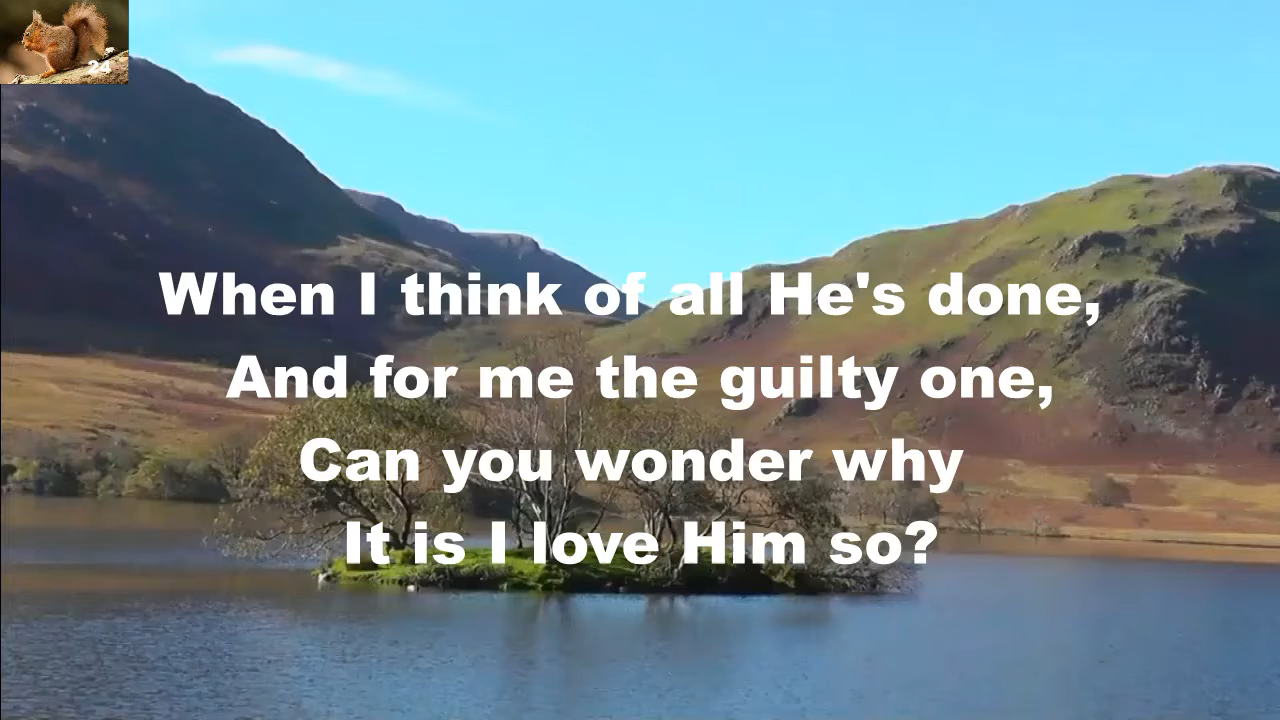 24
When I think of all He's done,
And for me the guilty one,
Can you wonder why
It is I love Him so?